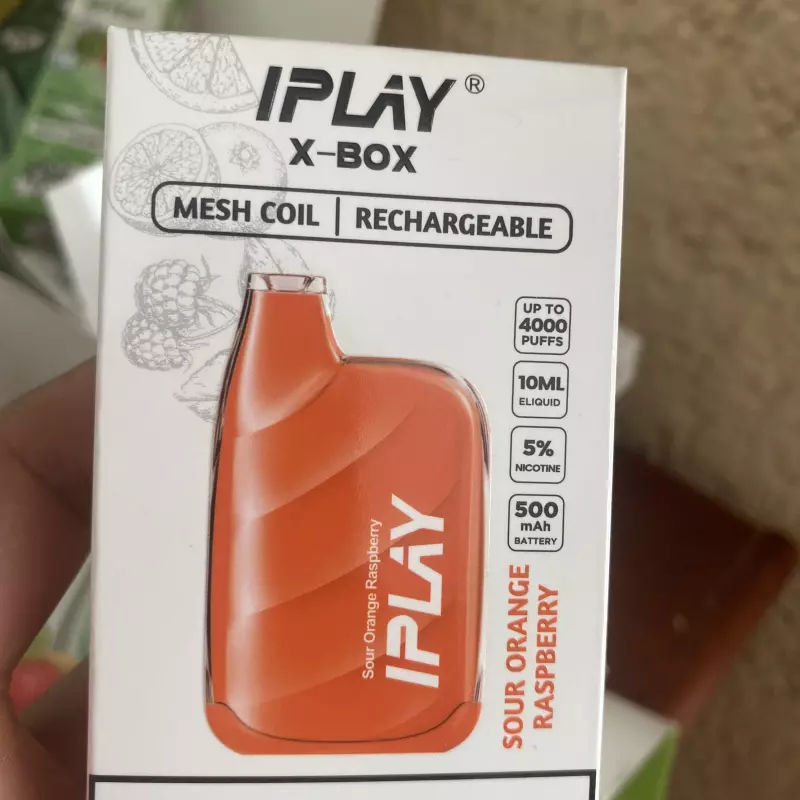 IPLAY®
X-BOX
MESH COIL | RECHARGEABLE
UP TO
4000
PUFFS
10ML
ELIQUID
5%
NICOTINE
500
mAh
BATTERY
Sour Orange Raspberry
IPLAY
SOUR ORANGE
RASPBERRY